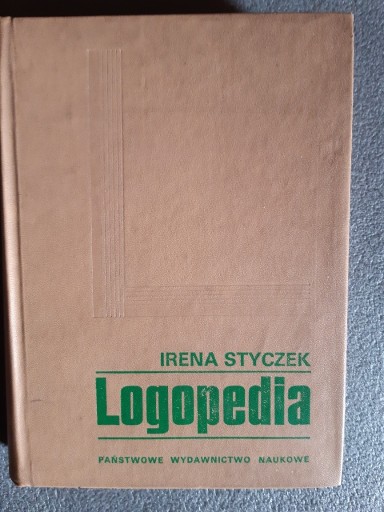 IRENA STYCZEK
Logopedia
PAŃSTWOWE WYDAWNICTWO NAUKOWE